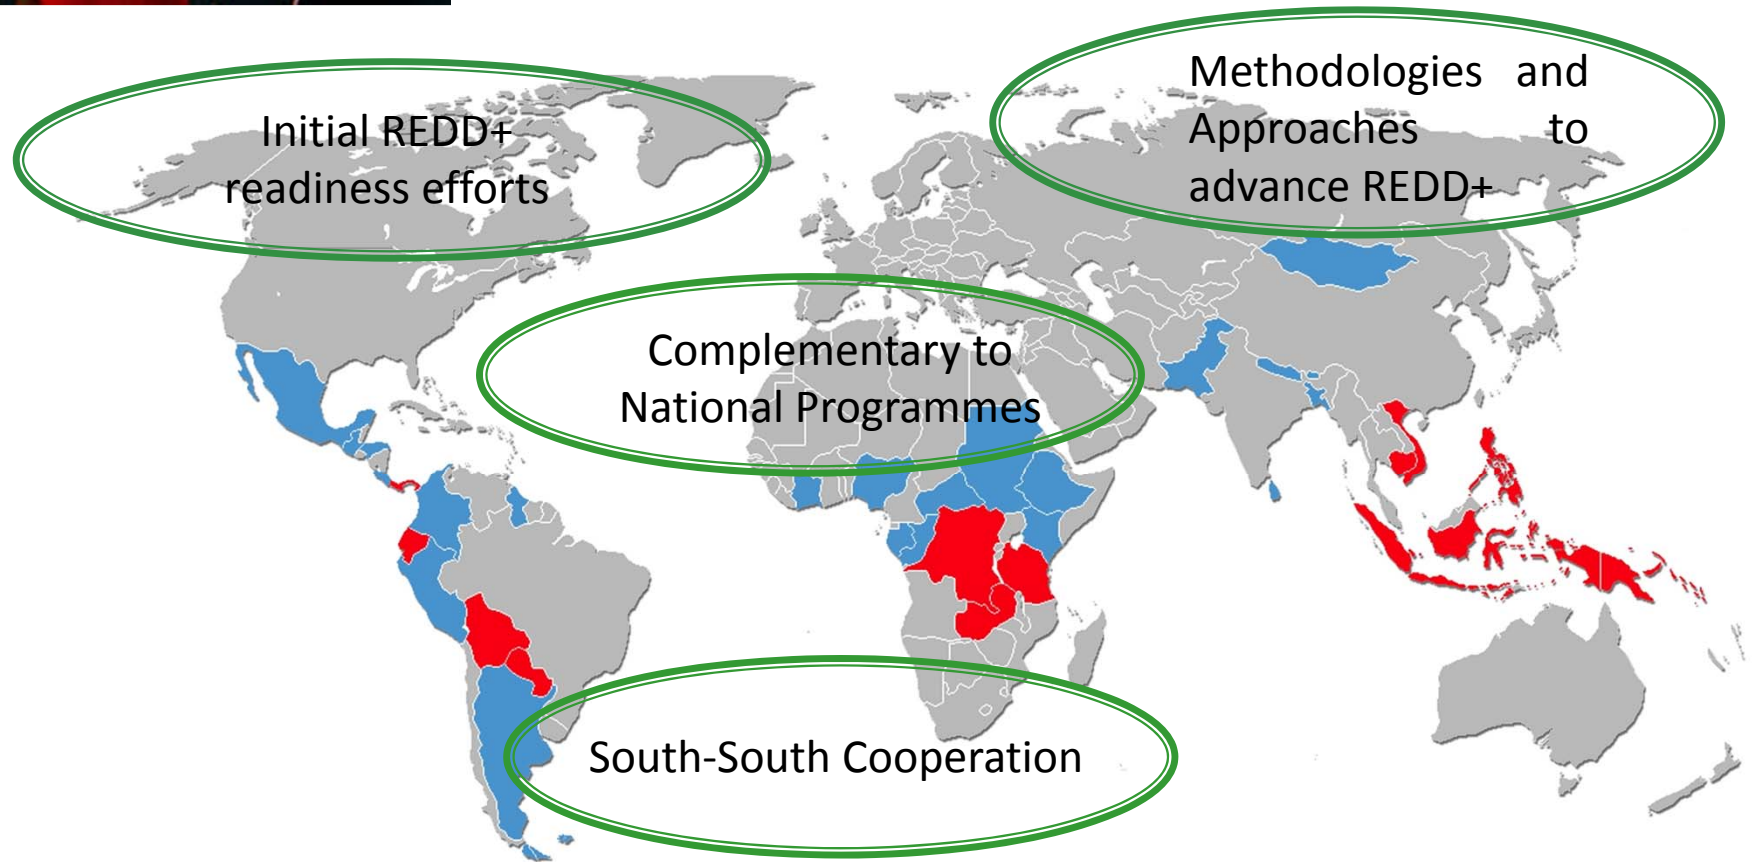 Initial REDD+
readiness efforts
Methodologies and
Approaches to
advance REDD+
Complementary to
National Programmes
South-South Cooperation